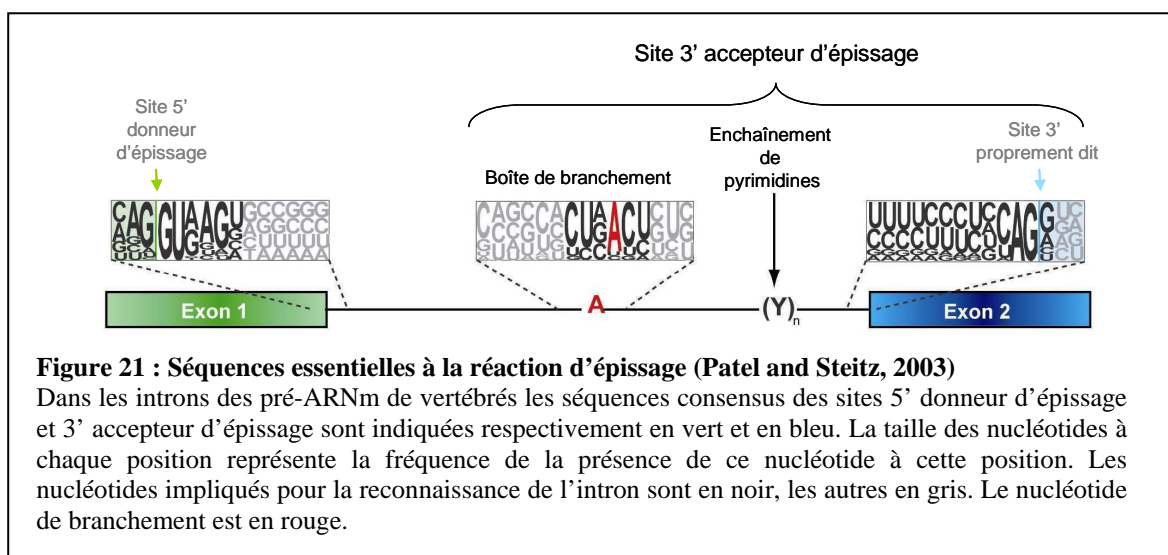 Site 3’ accepteur d’épissage
Site 5’
donneur
d’épissage
Boîte de branchement
Enchaînement
de
pyrimidines
Site 3’
proprement dit
CAGGUAAGUGCCGGG
CAGCCACUAACUCUC
UUUUCCCUCCAGGUC
Exon 1
A
(Y)n
Exon 2
Figure 21 : Séquences essentielles à la réaction d’épissage (Patel and Steitz, 2003)
Dans les introns des pré-ARNm de vertébrés les séquences consensus des sites 5’ donneur d’épissage
et 3’ accepteur d’épissage sont indiquées respectivement en vert et en bleu. La taille des nucléotides à
chaque position représente la fréquence de la présence de ce nucléotide à cette position. Les
nucléotides impliqués pour la reconnaissance de l’intron sont en noir, les autres en gris. Le nucléotide
de branchement est en rouge.